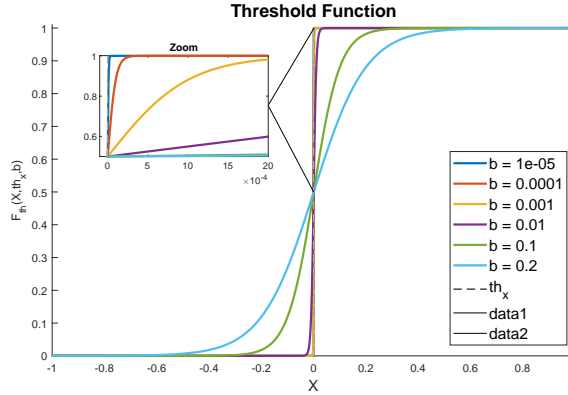 Threshold Function
Zoom
1
0.8
0.6
0
5
10
15
20
×10⁻⁴
F_th(X,th_x,b)
1
0.9
0.8
0.7
0.6
0.5
0.4
0.3
0.2
0.1
0
-1
-0.8
-0.6
-0.4
-0.2
0
0.2
0.4
0.6
0.8
X
b = 1e-05
b = 0.0001
b = 0.001
b = 0.01
b = 0.1
b = 0.2
th_x
data1
data2